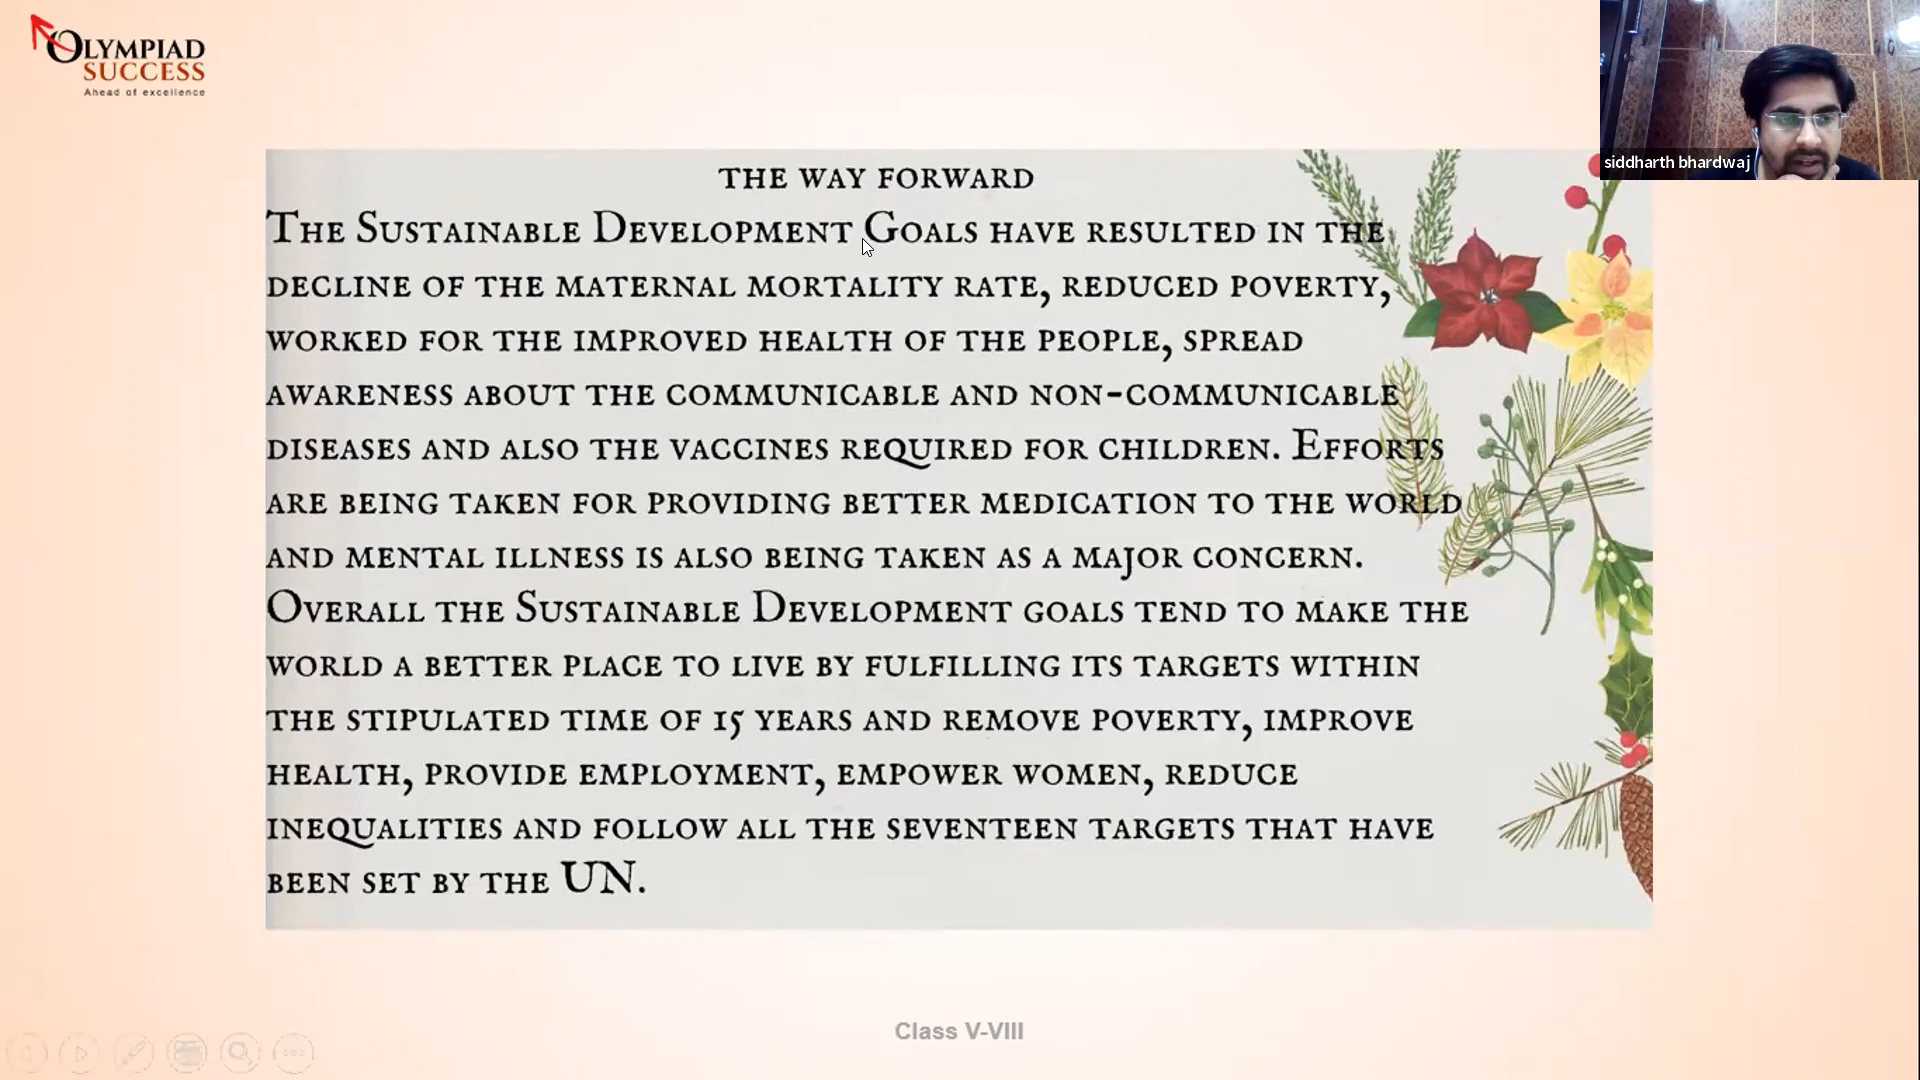 OLYMPIAD
SUCCESS
Ahead of excellence
siddharth bhardwaj
THE WAY FORWARD
The Sustainable Development Goals have resulted in the
decline of the maternal mortality rate, reduced poverty,
worked for the improved health of the people, spread
awareness about the communicable and non-communicable
diseases and also the vaccines required for children. Efforts
are being taken for providing better medication to the world
and mental illness is also being taken as a major concern.
Overall the Sustainable Development goals tend to make the
world a better place to live by fulfilling its targets within
the stipulated time of 15 years and remove poverty, improve
health, provide employment, empower women, reduce
inequalities and follow all the seventeen targets that have
been set by the UN.
Class V-VIII